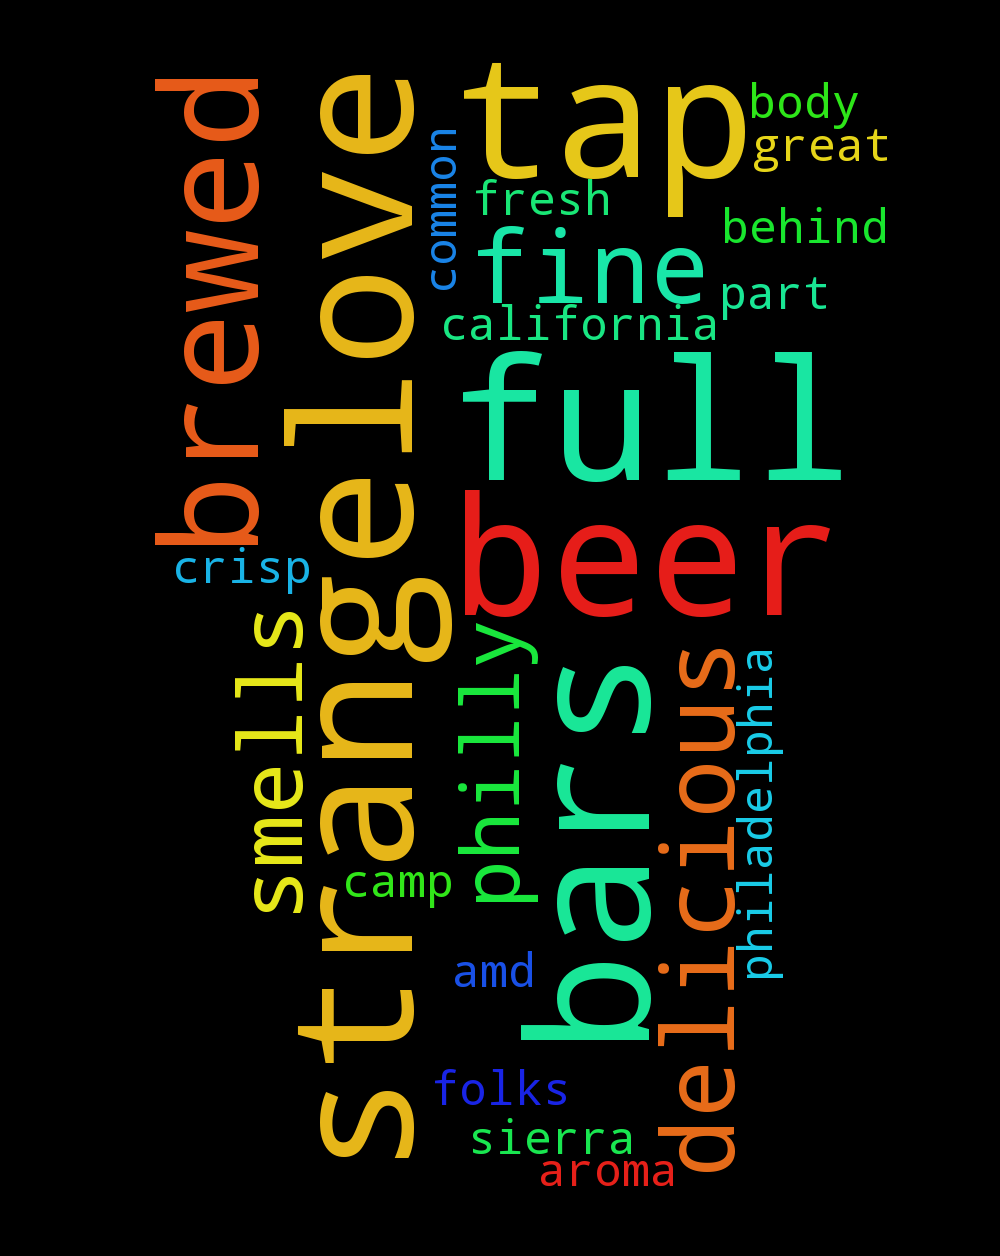 brewed
strangelove
common
tap
body
great
fresh
behind
fine
part
california
full
beer
crisp
smells
philly
bars
delicious
philadelphia
camp
amd
folks
sierra
aroma